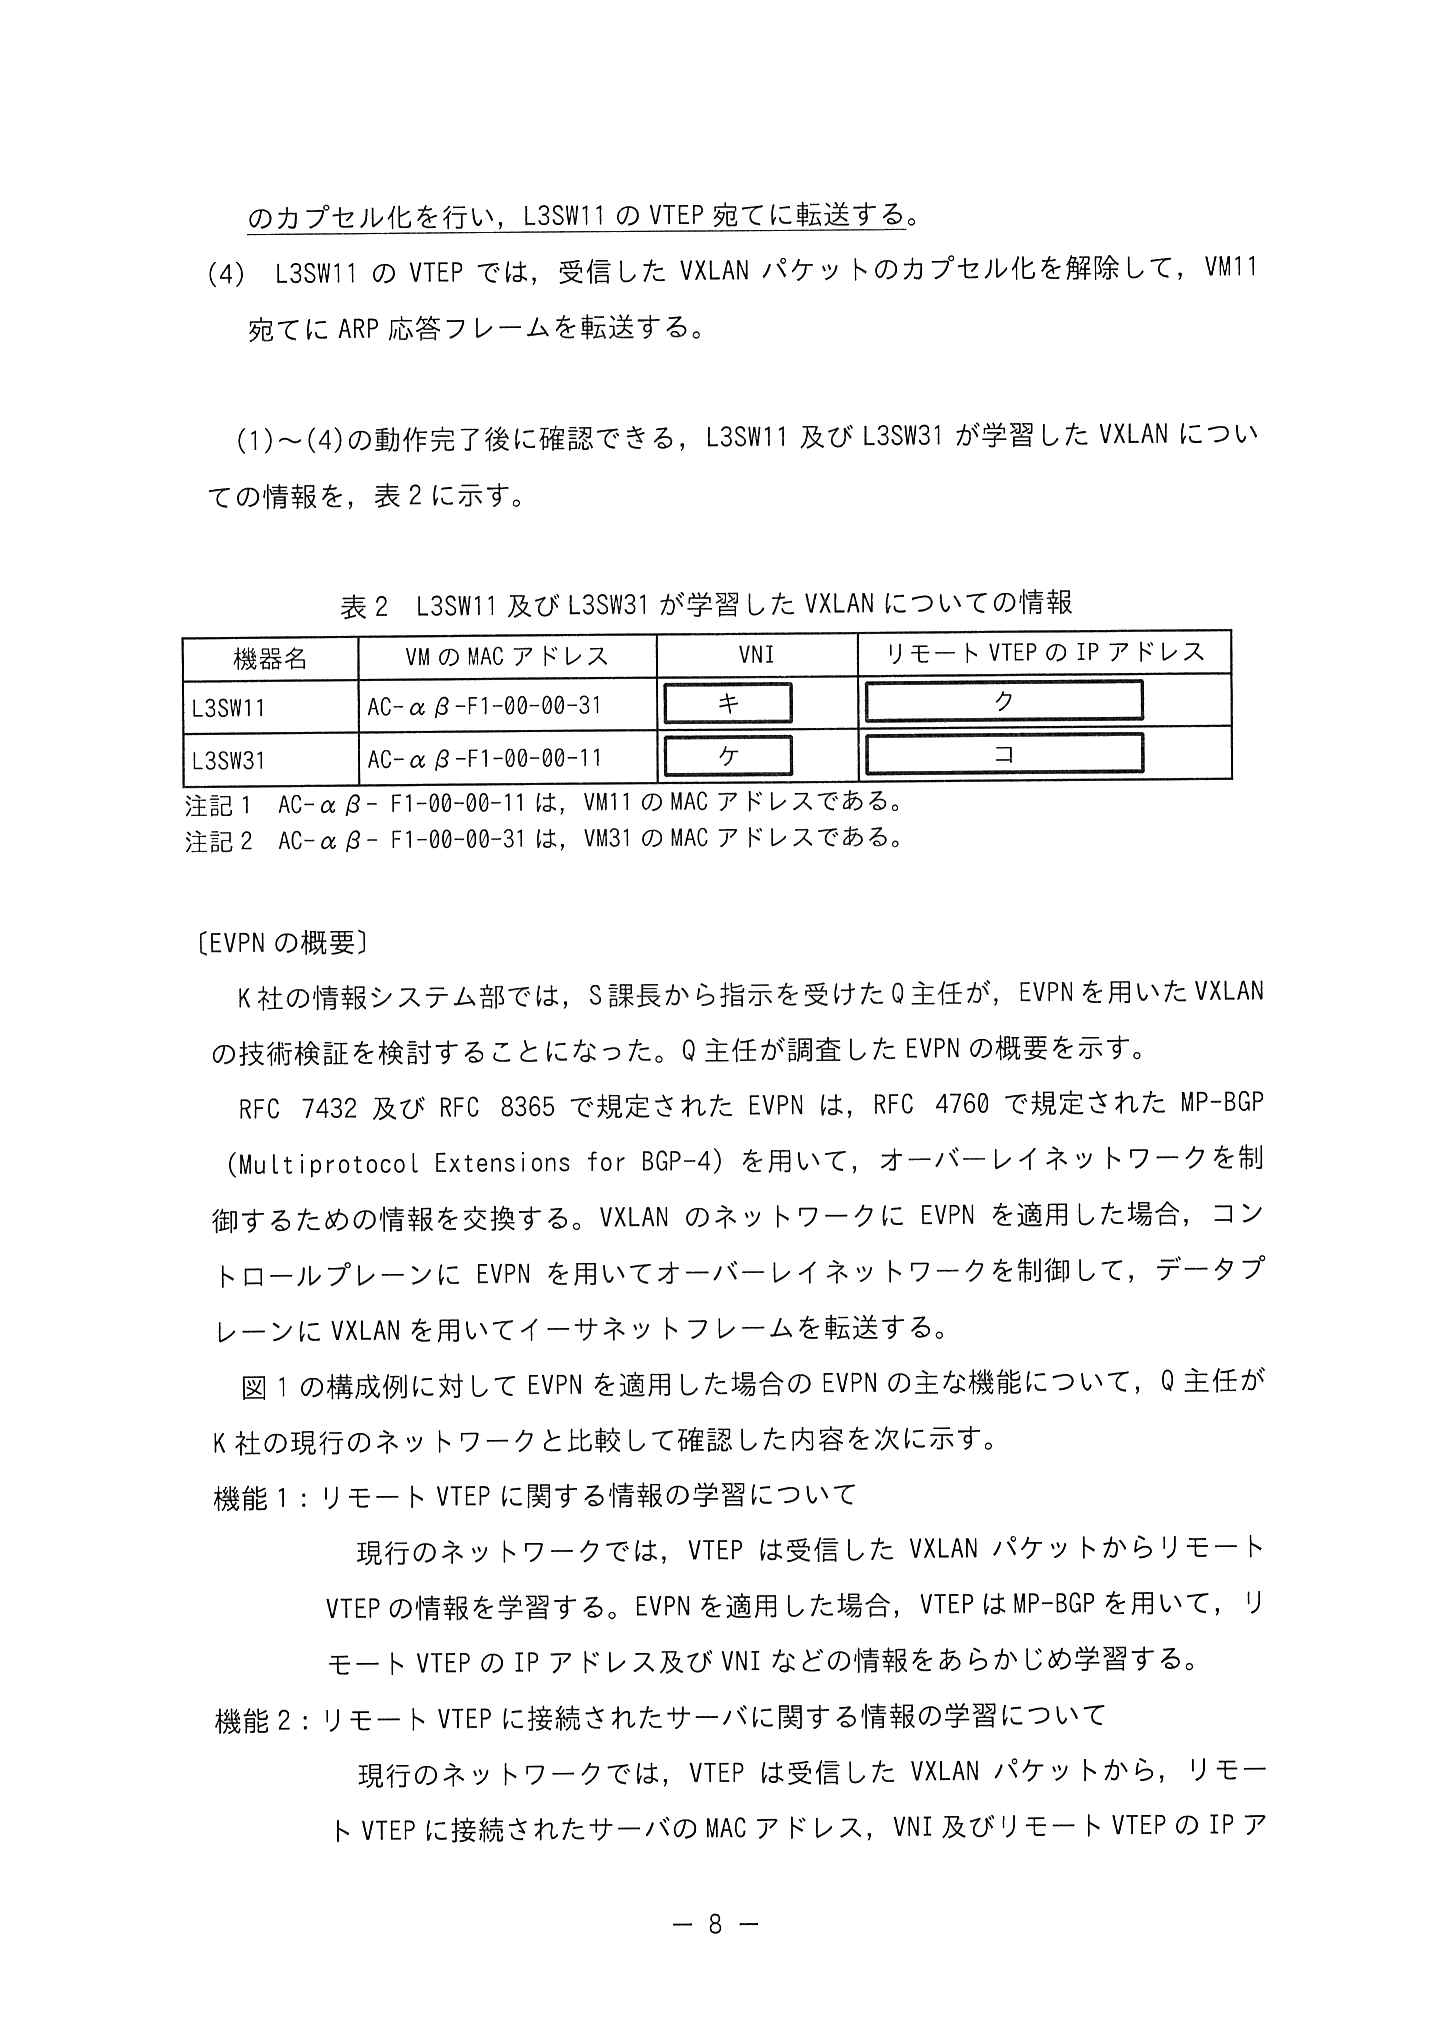 のカプセル化を行い，L3SW11 の VTEP 宛てに転送する。
(4) L3SW11 の VTEP では，受信した VXLAN パケットのカプセル化を解除して，VM11
宛てに ARP 応答フレームを転送する。
(1)～(4)の動作完了後に確認できる，L3SW11 及び L3SW31 が学習した VXLAN につい
ての情報を，表 2 に示す。
表 2 L3SW11 及び L3SW31 が学習した VXLAN についての情報
機器名 VM の MAC アドレス VNI リモート VTEP の IP アドレス
L3SW11 AC-αβ-F1-00-00-31 キ ク
L3SW31 AC-αβ-F1-00-00-11 ケ コ
注記 1 AC-αβ- F1-00-00-11 は，VM11 の MAC アドレスである。
注記 2 AC-αβ- F1-00-00-31 は，VM31 の MAC アドレスである。
〔EVPN の概要〕
K 社の情報システム部では，S 課長から指示を受けた Q 主任が，EVPN を用いた VXLAN
の技術検証を検討することになった。Q 主任が調査した EVPN の概要を示す。
RFC 7432 及び RFC 8365 で規定された EVPN は，RFC 4760 で規定された MP-BGP
（Multiprotocol Extensions for BGP-4）を用いて，オーバーレイネットワークを制
御するための情報を交換する。VXLAN のネットワークに EVPN を適用した場合，コン
トロールプレーンに EVPN を用いてオーバーレイネットワークを制御して，データプ
レーンに VXLAN を用いてイーサネットフレームを転送する。
図 1 の構成例に対して EVPN を適用した場合の EVPN の主な機能について，Q 主任が
K 社の現行のネットワークと比較して確認した内容を次に示す。
機能 1：リモート VTEP に関する情報の学習について
現行のネットワークでは，VTEP は受信した VXLAN パケットからリモート
VTEP の情報を学習する。EVPN を適用した場合，VTEP は MP-BGP を用いて，リ
モート VTEP の IP アドレス及び VNI などの情報をあらかじめ学習する。
機能 2：リモート VTEP に接続されたサーバに関する情報の学習について
現行のネットワークでは，VTEP は受信した VXLAN パケットから，リモー
ト VTEP に接続されたサーバの MAC アドレス，VNI 及びリモート VTEP の IP ア
－ 8 －